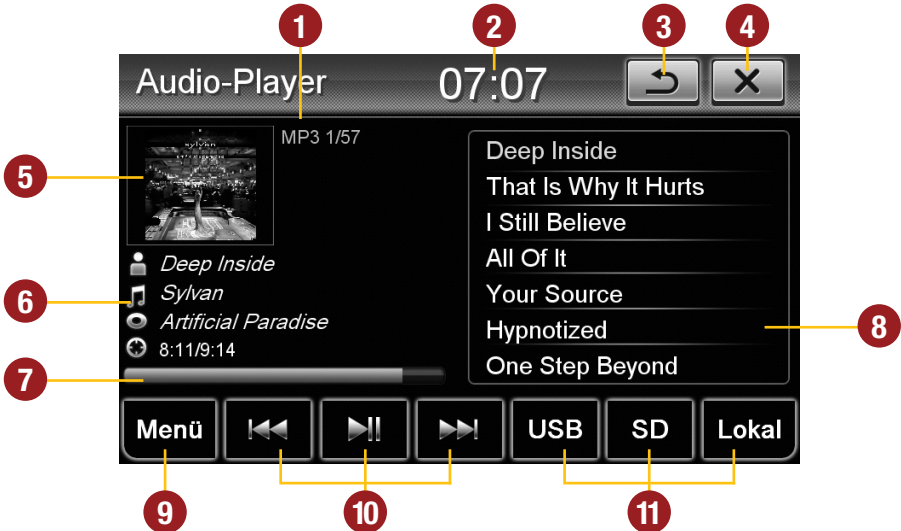 1 2 3 4
Audio-Player 07:07
MP3 1/57
5
Deep Inside
Sylvan
6
Artificial Paradise
8:11/9:14
7
Deep Inside
That Is Why It Hurts
I Still Believe
All Of It
Your Source
Hypnotized
8
One Step Beyond
Menü USB SD Lokal
9 10 11